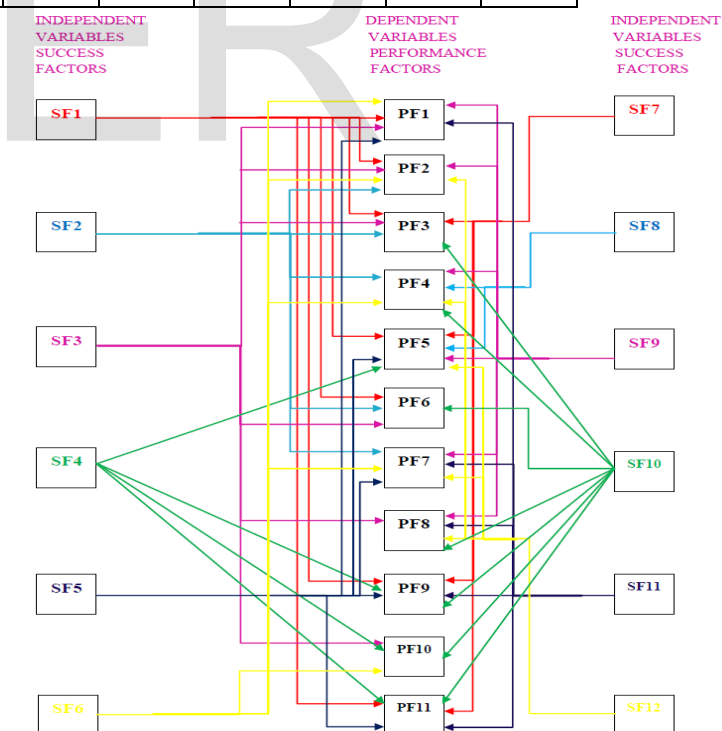 INDEPENDENT
VARIABLES
SUCCESS
FACTORS
DEPENDENT
VARIABLES
PERFORMANCE
FACTORS
INDEPENDENT
VARIABLES
SUCCESS
FACTORS
SF1
PF1
SF7
PF2
SF2
PF3
SF8
PF4
SF3
PF5
SF9
PF6
SF4
PF7
SF10
PF8
SF5
PF9
SF11
PF10
SF6
PF11
SF12